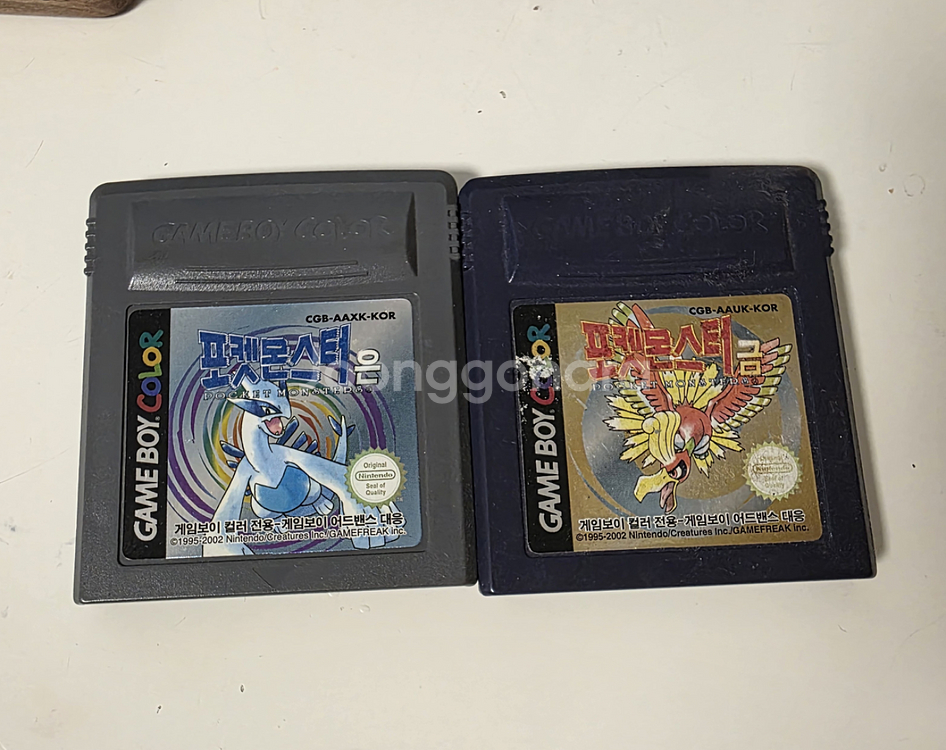 GAME BOY COLOR
CGB-AAXK-KOR
포켓몬스터 은
POCKET MONSTERS
GAME BOY COLOR
Original
Nintendo
Seal of
Quality
게임보이 컬러 전용-게임보이 어드밴스 대응
©1995-2002 Nintendo/Creatures inc. GAMEFREAK inc.
GAME BOY COLOR
CGB-AAUK-KOR
포켓몬스터 금
POCKET MONSTERS
GAME BOY COLOR
Original
Nintendo
Seal of
Quality
게임보이 컬러 전용-게임보이 어드밴스 대응
©1995-2002 Nintendo/Creatures inc./GAMEFREAK inc.